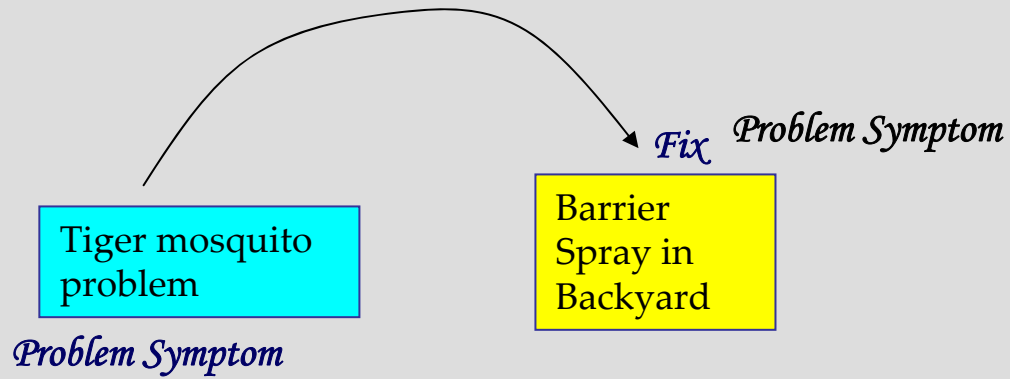 Fix
Problem Symptom
Tiger mosquito
problem
Problem Symptom
Barrier
Spray in
Backyard